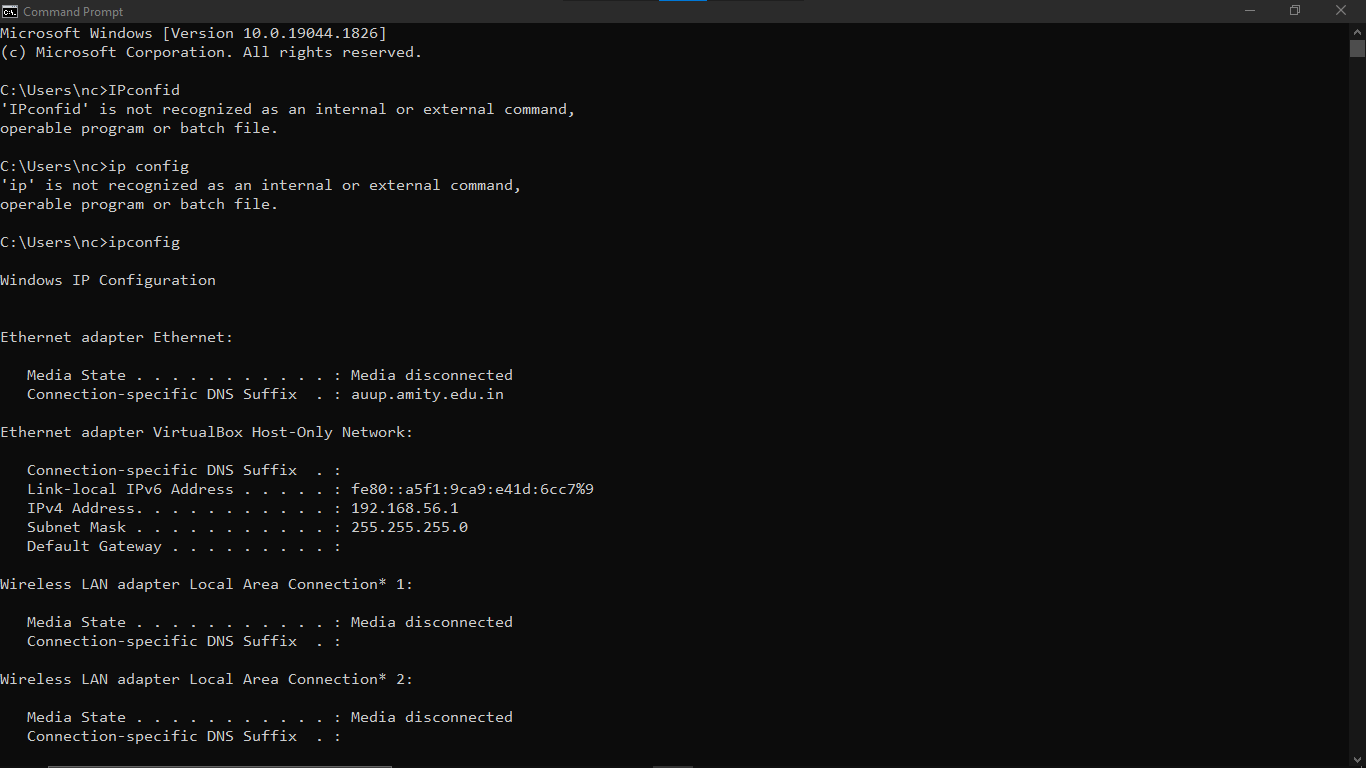 Command Prompt
Microsoft Windows [Version 10.0.19044.1826]
(c) Microsoft Corporation. All rights reserved.
C:\Users\nc>IPconfid
'IPconfid' is not recognized as an internal or external command,
operable program or batch file.
C:\Users\nc>ip config
'ip' is not recognized as an internal or external command,
operable program or batch file.
C:\Users\nc>ipconfig
Windows IP Configuration
Ethernet adapter Ethernet:
   Media State . . . . . . . . . . . : Media disconnected
   Connection-specific DNS Suffix  . : auup.amity.edu.in
Ethernet adapter VirtualBox Host-Only Network:
   Connection-specific DNS Suffix  . :
   Link-local IPv6 Address . . . . . : fe80::a5f1:9ca9:e41d:6cc7%9
   IPv4 Address. . . . . . . . . . . : 192.168.56.1
   Subnet Mask . . . . . . . . . . . : 255.255.255.0
   Default Gateway . . . . . . . . . :
Wireless LAN adapter Local Area Connection* 1:
   Media State . . . . . . . . . . . : Media disconnected
   Connection-specific DNS Suffix  . :
Wireless LAN adapter Local Area Connection* 2:
   Media State . . . . . . . . . . . : Media disconnected
   Connection-specific DNS Suffix  . :